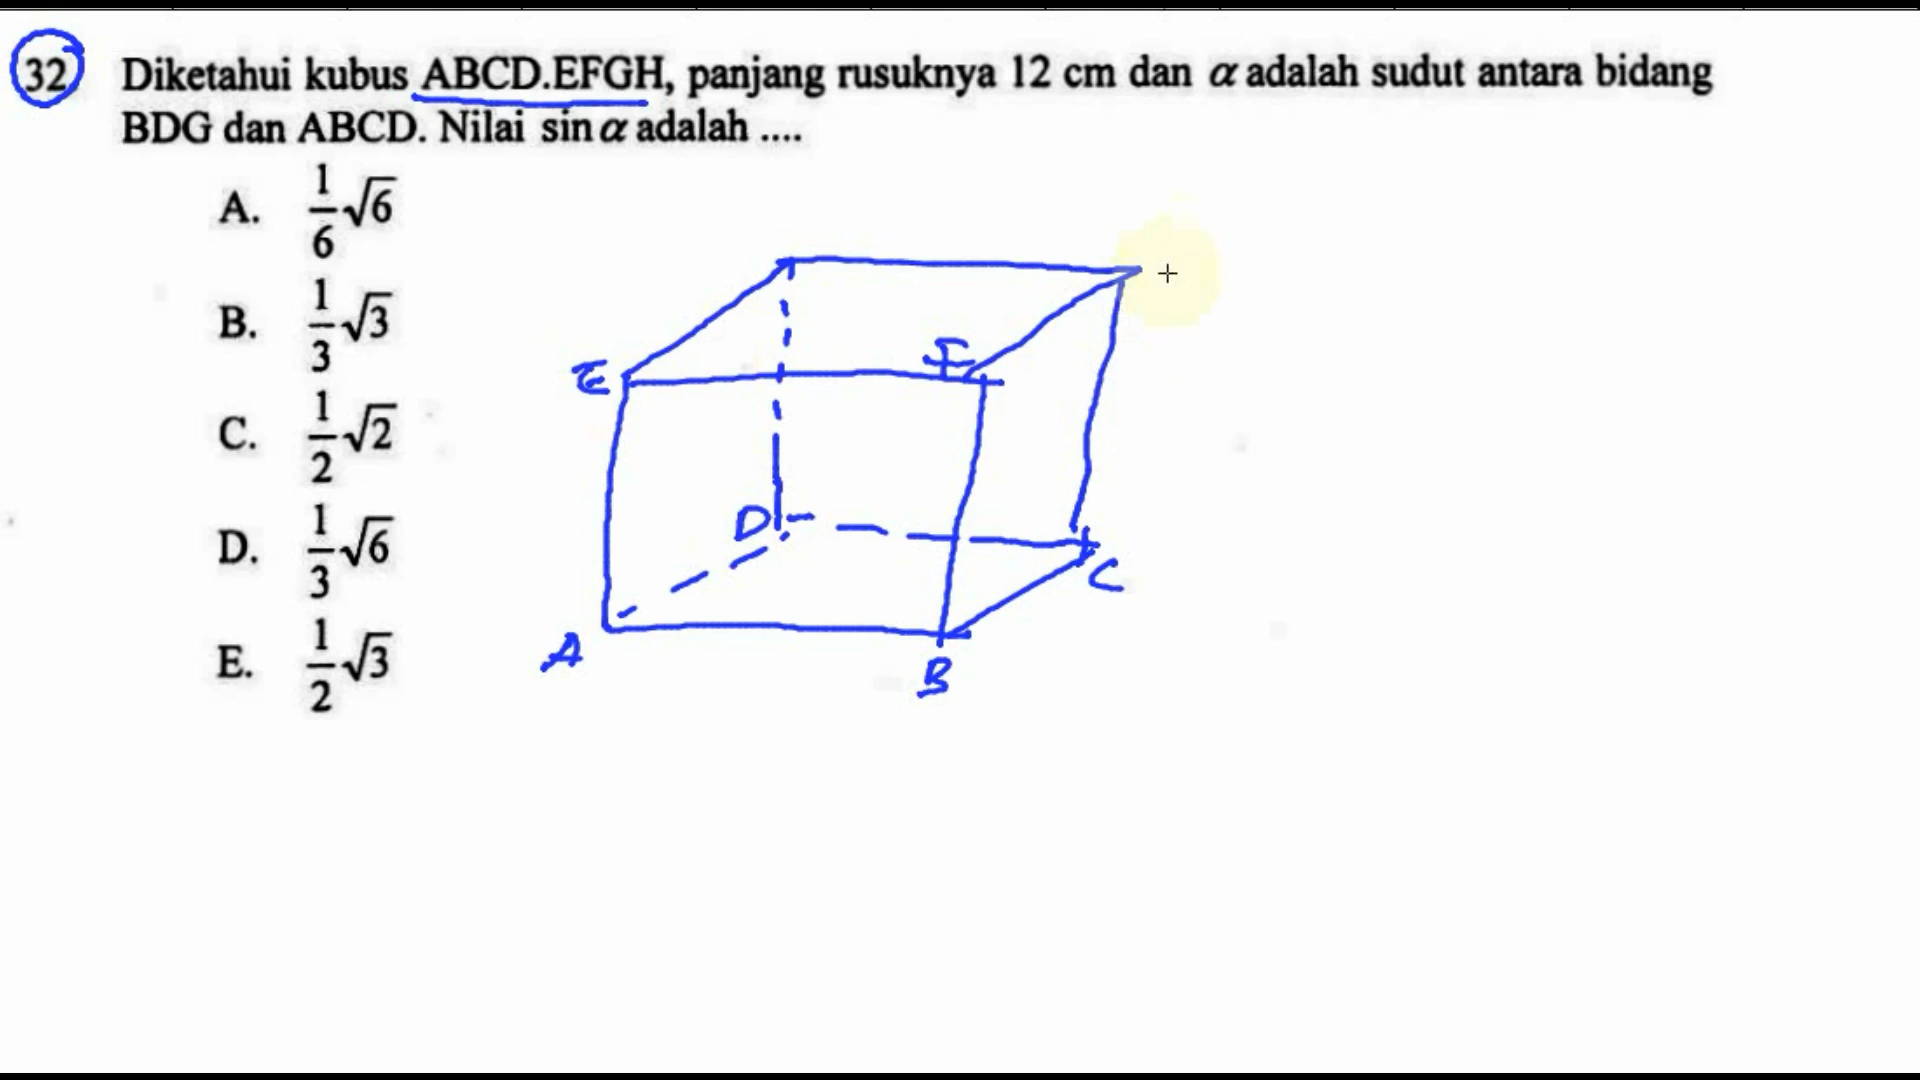 32 Diketahui kubus ABCD.EFGH, panjang rusuknya 12 cm dan α adalah sudut antara bidang
BDG dan ABCD. Nilai sin α adalah ....
A. 1/6 √6
B. 1/3 √3
C. 1/2 √2
D. 1/3 √6
E. 1/2 √3
E F
D C
A B